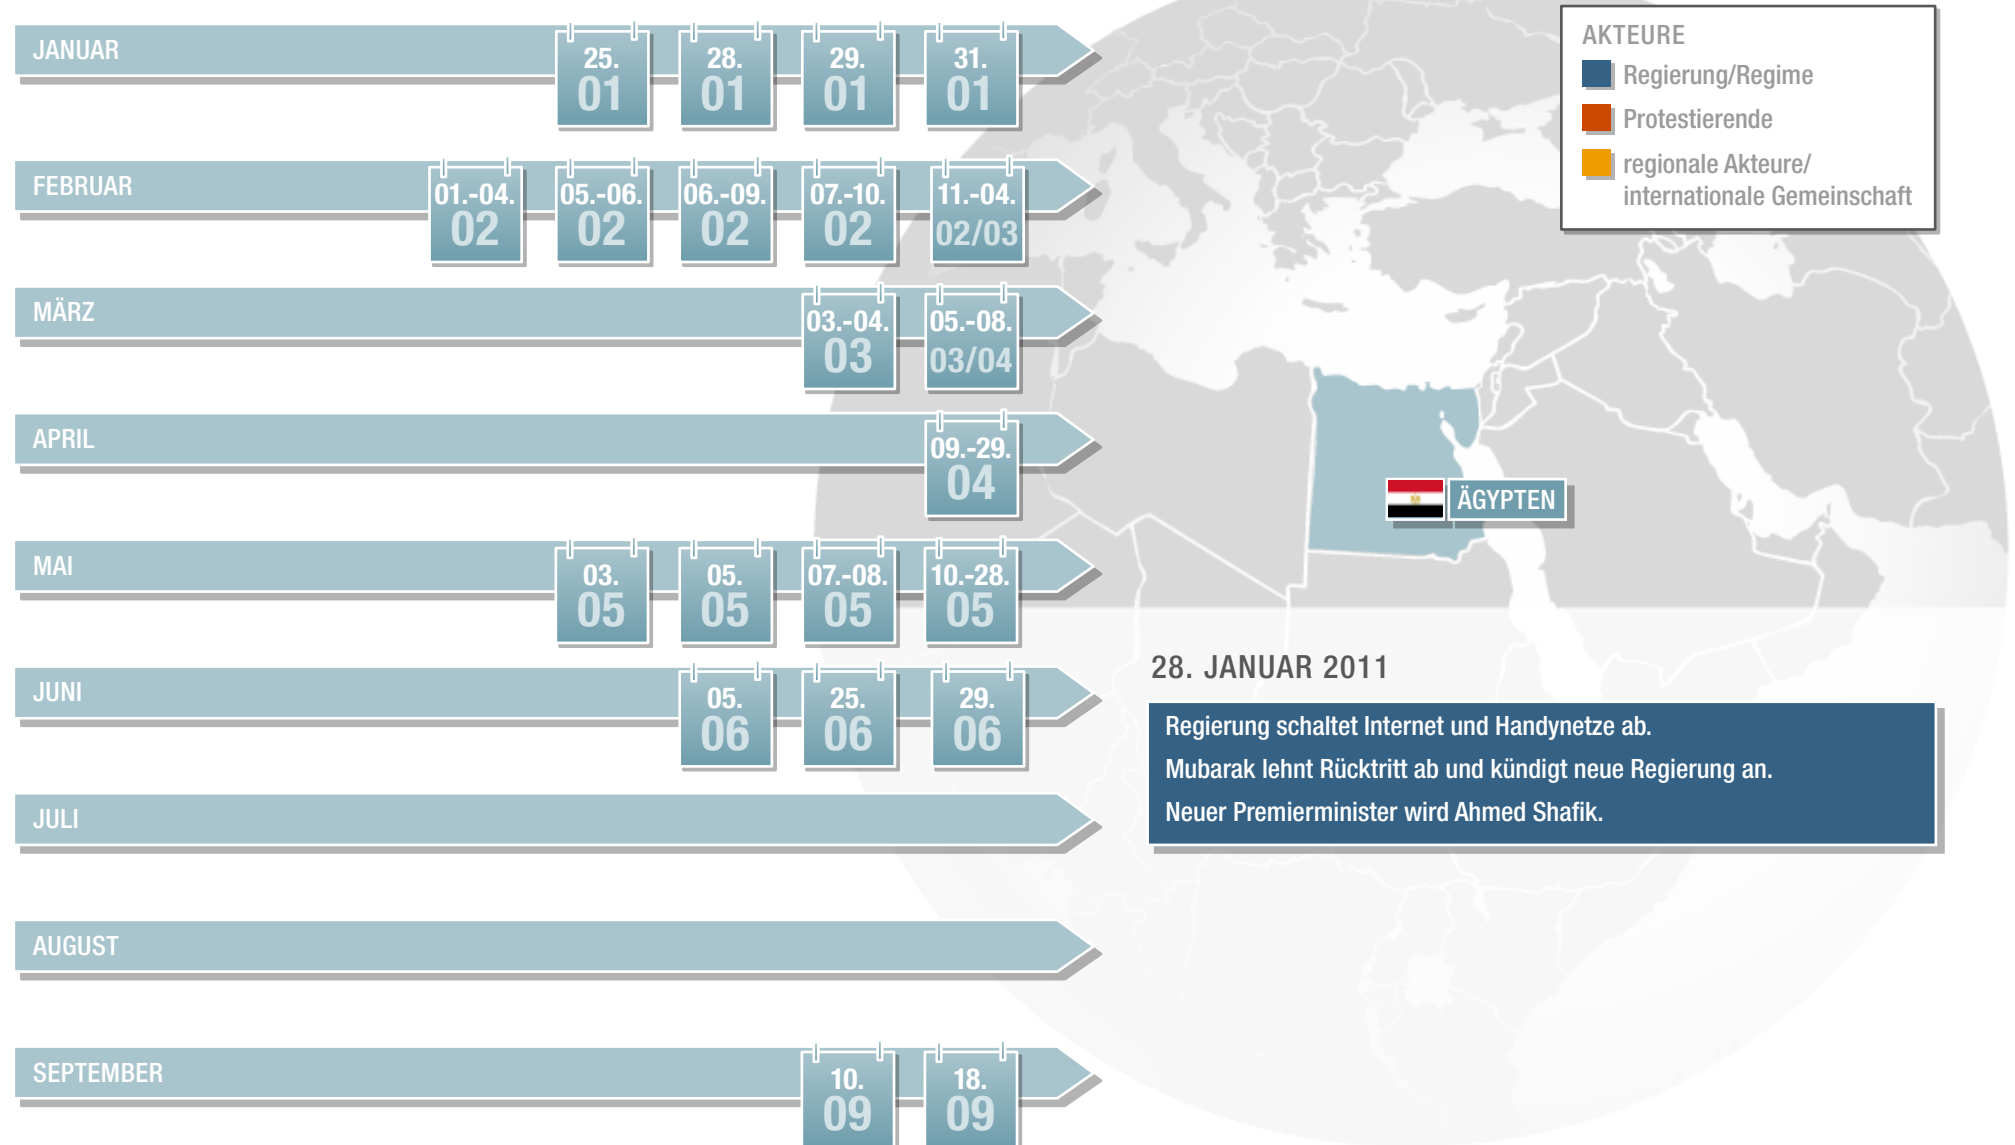 JANUAR
25.
01
28.
01
29.
01
31.
01
FEBRUAR
01.-04.
02
05.-06.
02
06.-09.
02
07.-10.
02
11.-04.
02/03
MÄRZ
03.-04.
03
05.-08.
03/04
APRIL
09.-29.
04
MAI
03.
05
05.
05
07.-08.
05
10.-28.
05
JUNI
05.
06
25.
06
29.
06
JULI
AUGUST
SEPTEMBER
10.
09
18.
09
AKTEURE
Regierung/Regime
Protestierende
regionale Akteure/
internationale Gemeinschaft
ÄGYPTEN
28. JANUAR 2011
Regierung schaltet Internet und Handynetze ab.
Mubarak lehnt Rücktritt ab und kündigt neue Regierung an.
Neuer Premierminister wird Ahmed Shafik.